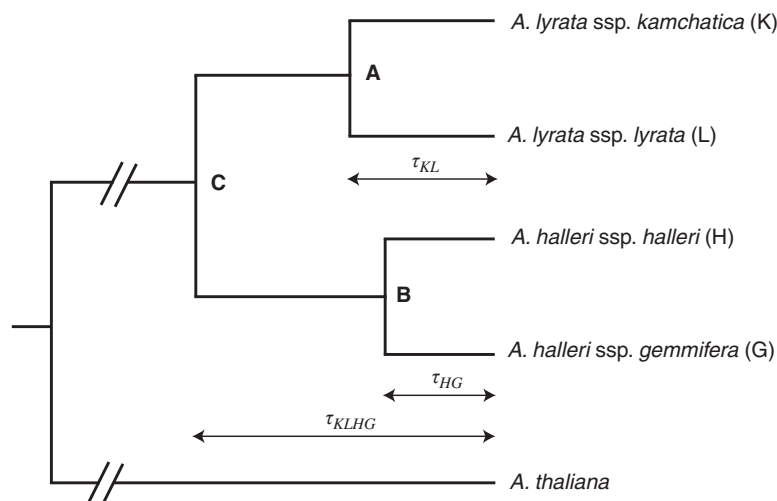 A. lyrata ssp. kamchatica (K)
A
A. lyrata ssp. lyrata (L)
τKL
C
A. halleri ssp. halleri (H)
B
A. halleri ssp. gemmifera (G)
τHG
τKLHG
A. thaliana